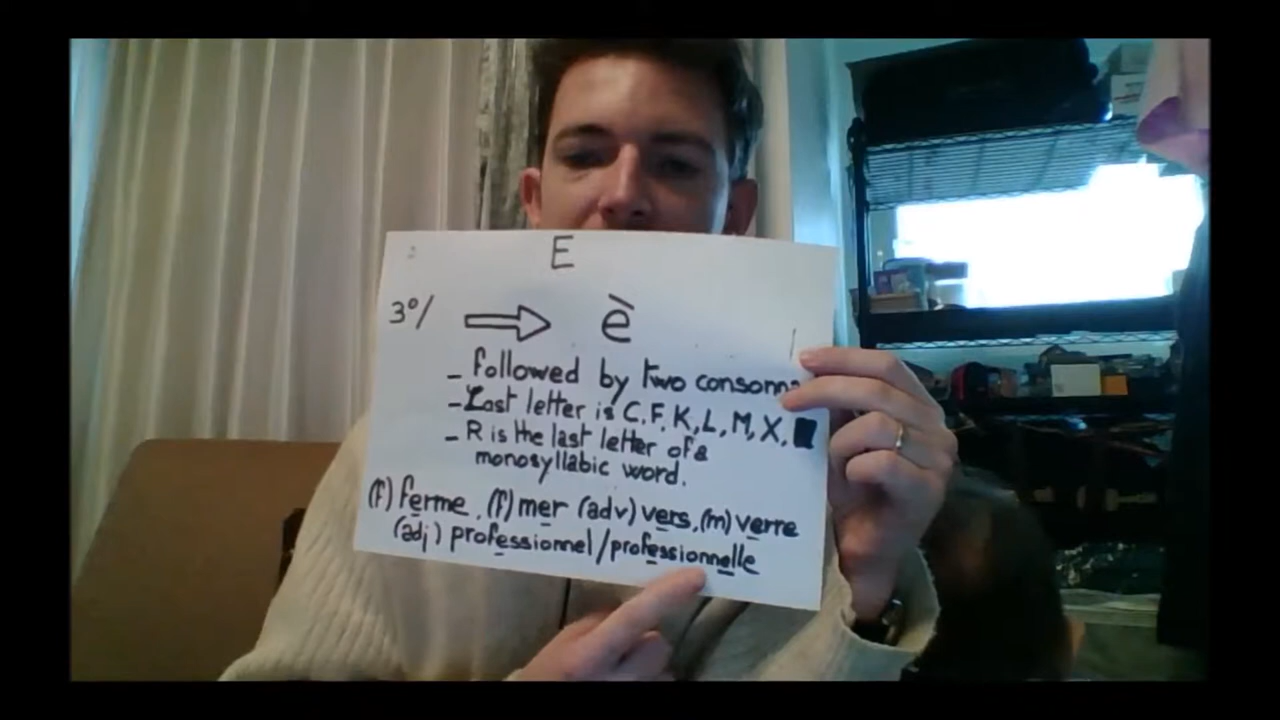 2
E
3°/ ⇒ è
- followed by two consonn
- Last letter is C, F, K, L, M, X,
- R is the last letter of a
monosyllabic word.
(f) ferme, (f) mer (adv) vers, (m) verre
(adj) professionnel/professionnelle